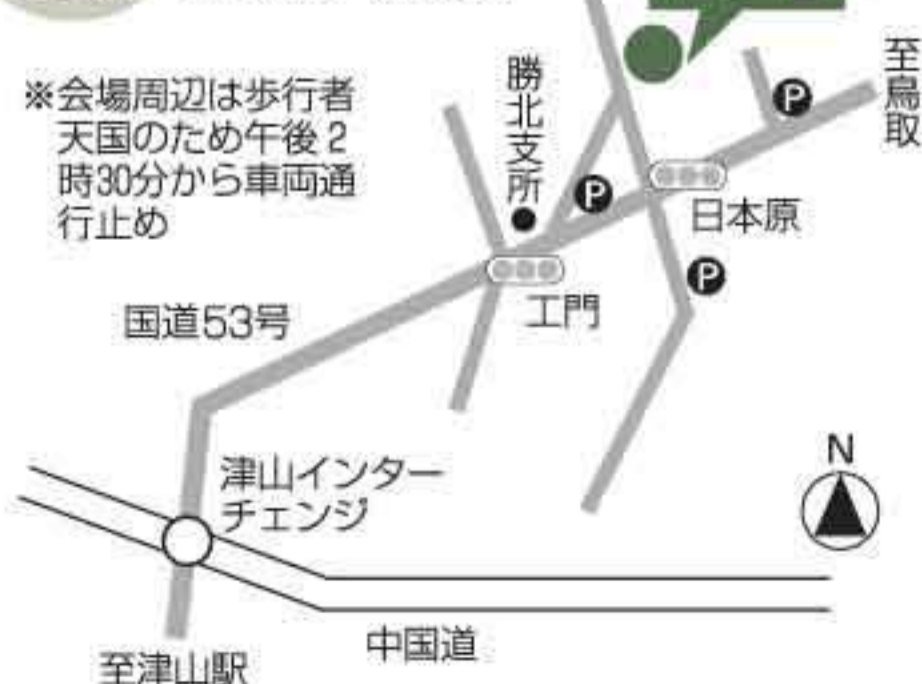 至鳥取
※会場周辺は歩行者
天国のため午後2
時30分から車両通
行止め
勝北支所
P
P
日本原
P
工門
国道53号
津山インター
チェンジ
N
中国道
至津山駅